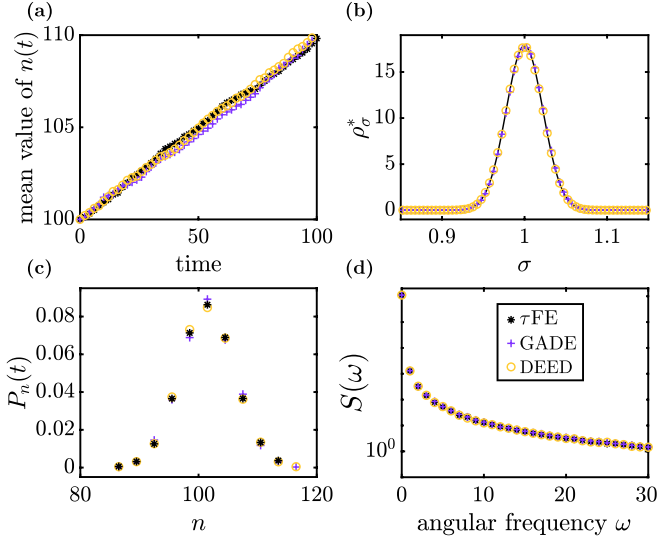 (a)
110
105
100
mean value of n(t)
0
50
100
time
(b)
15
10
5
0
ρ*σ
0.9
1
1.1
σ
(c)
0.08
0.06
0.04
0.02
0
Pn(t)
80
100
120
n
(d)
S(ω)
10⁰
τFE
GADE
DEED
0
10
20
30
angular frequency ω